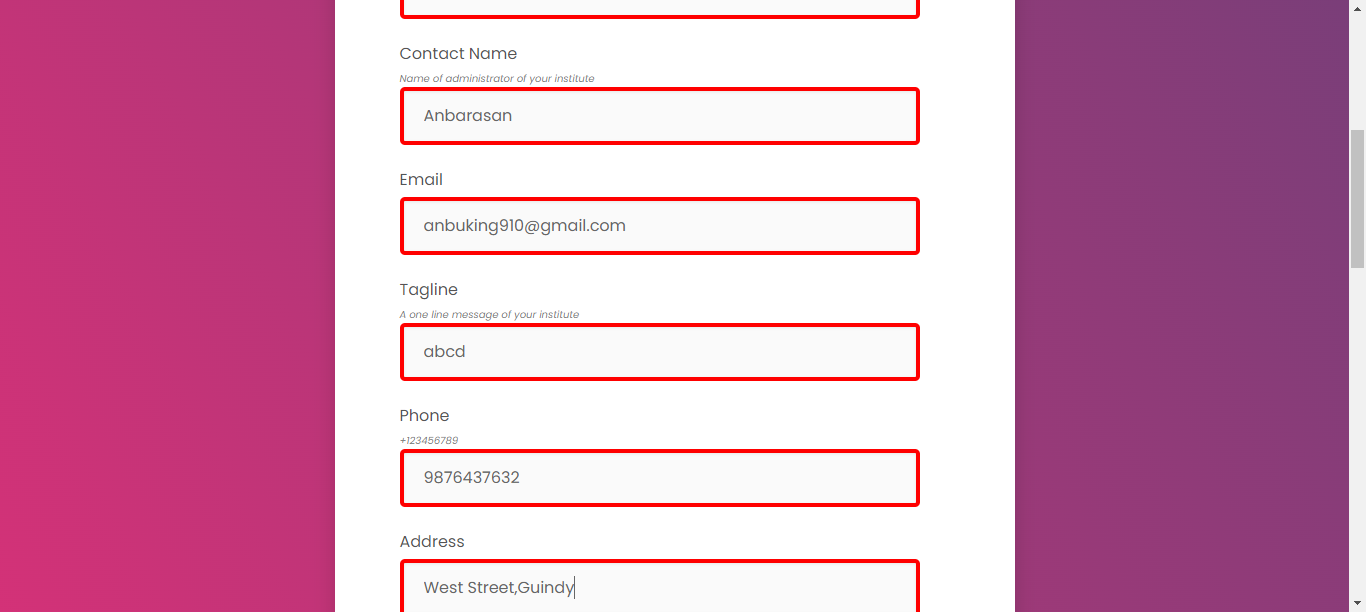 Contact Name
Name of administrator of your institute
Anbarasan
Email
anbuking910@gmail.com
Tagline
A one line message of your institute
abcd
Phone
+123456789
9876437632
Address
West Street,Guindy